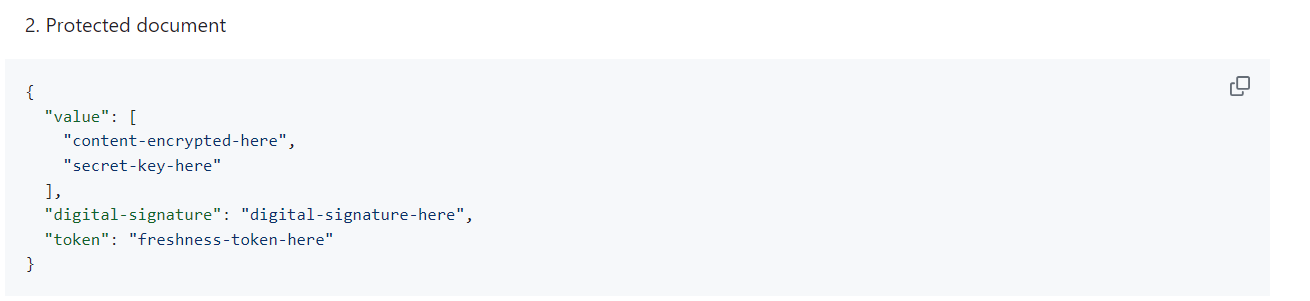 2. Protected document
{
"value": [
"content-encrypted-here",
"secret-key-here"
],
"digital-signature": "digital-signature-here",
"token": "freshness-token-here"
}